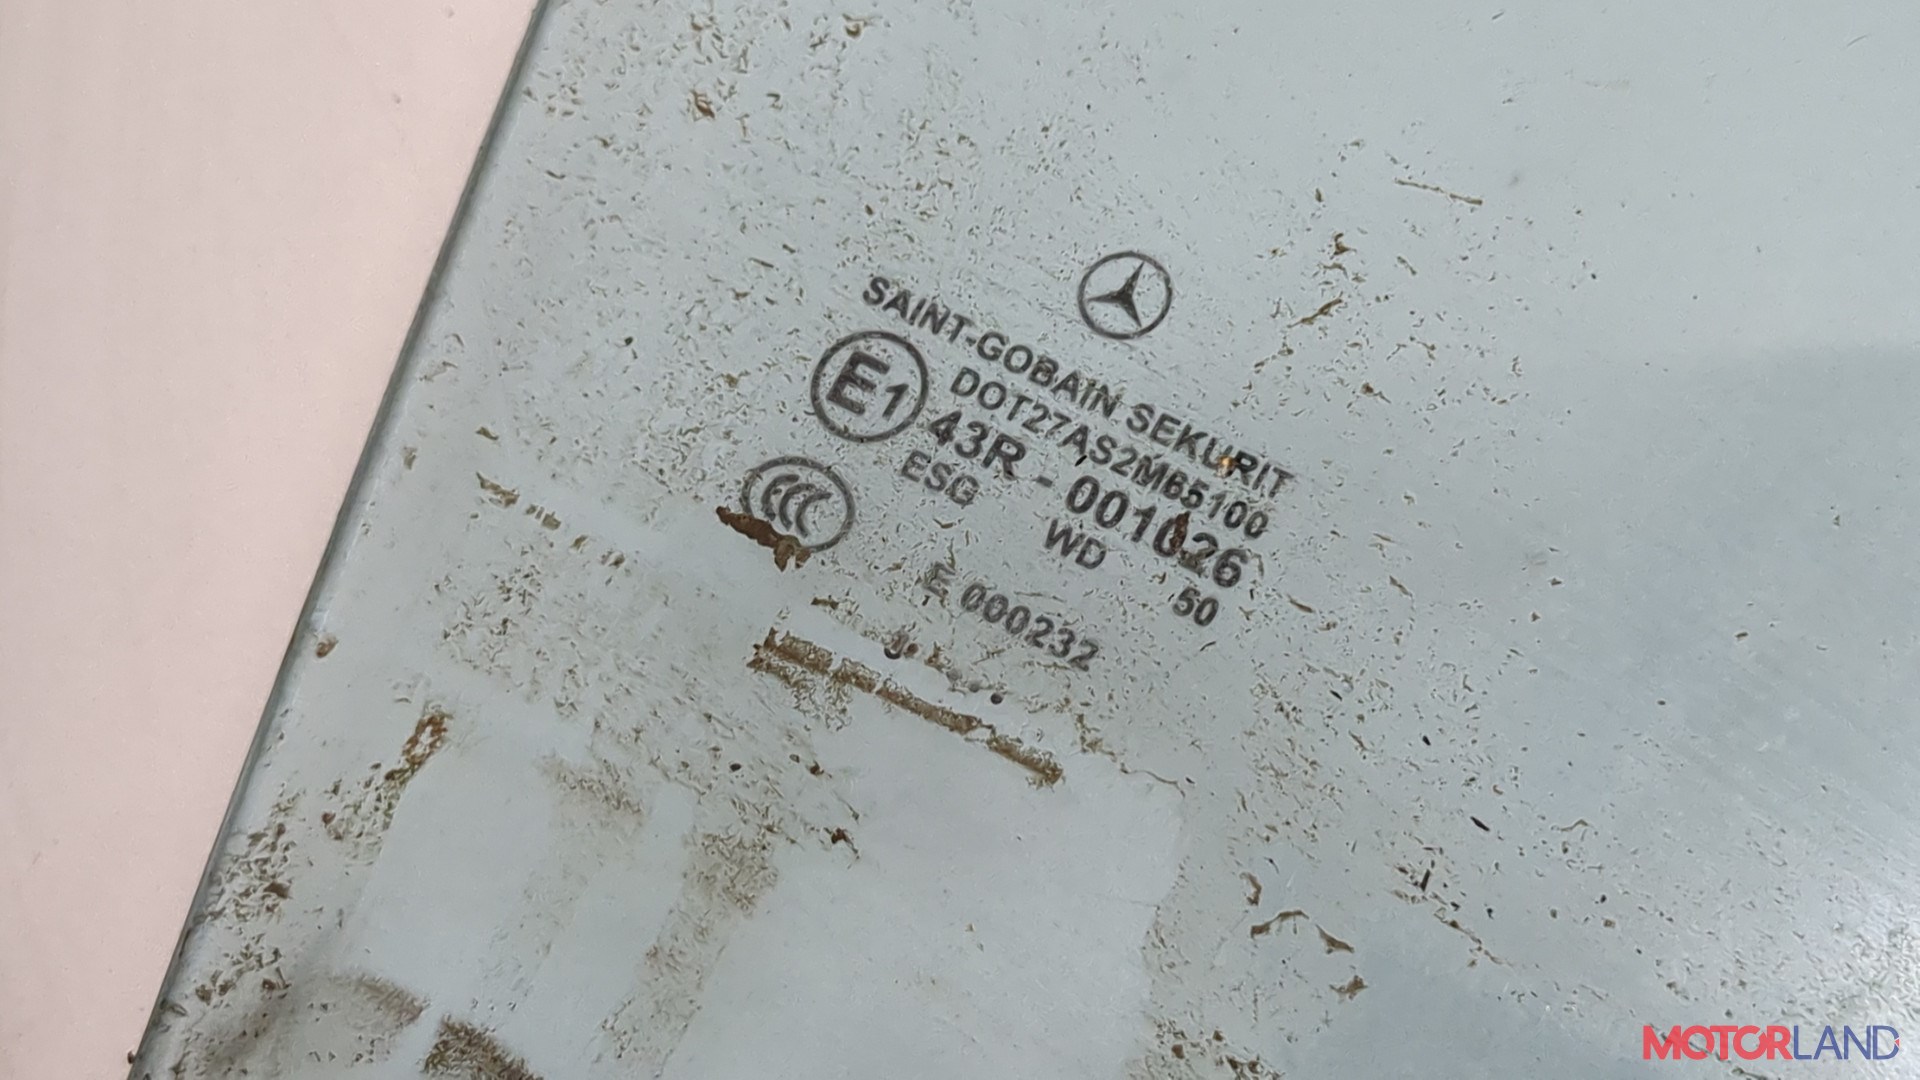 SAINT-GOBAIN SEKURIT
DOT27AS2M65100
E1 43R - 001026
ESG WD 50
CCC
E 000232
MOTORLAND